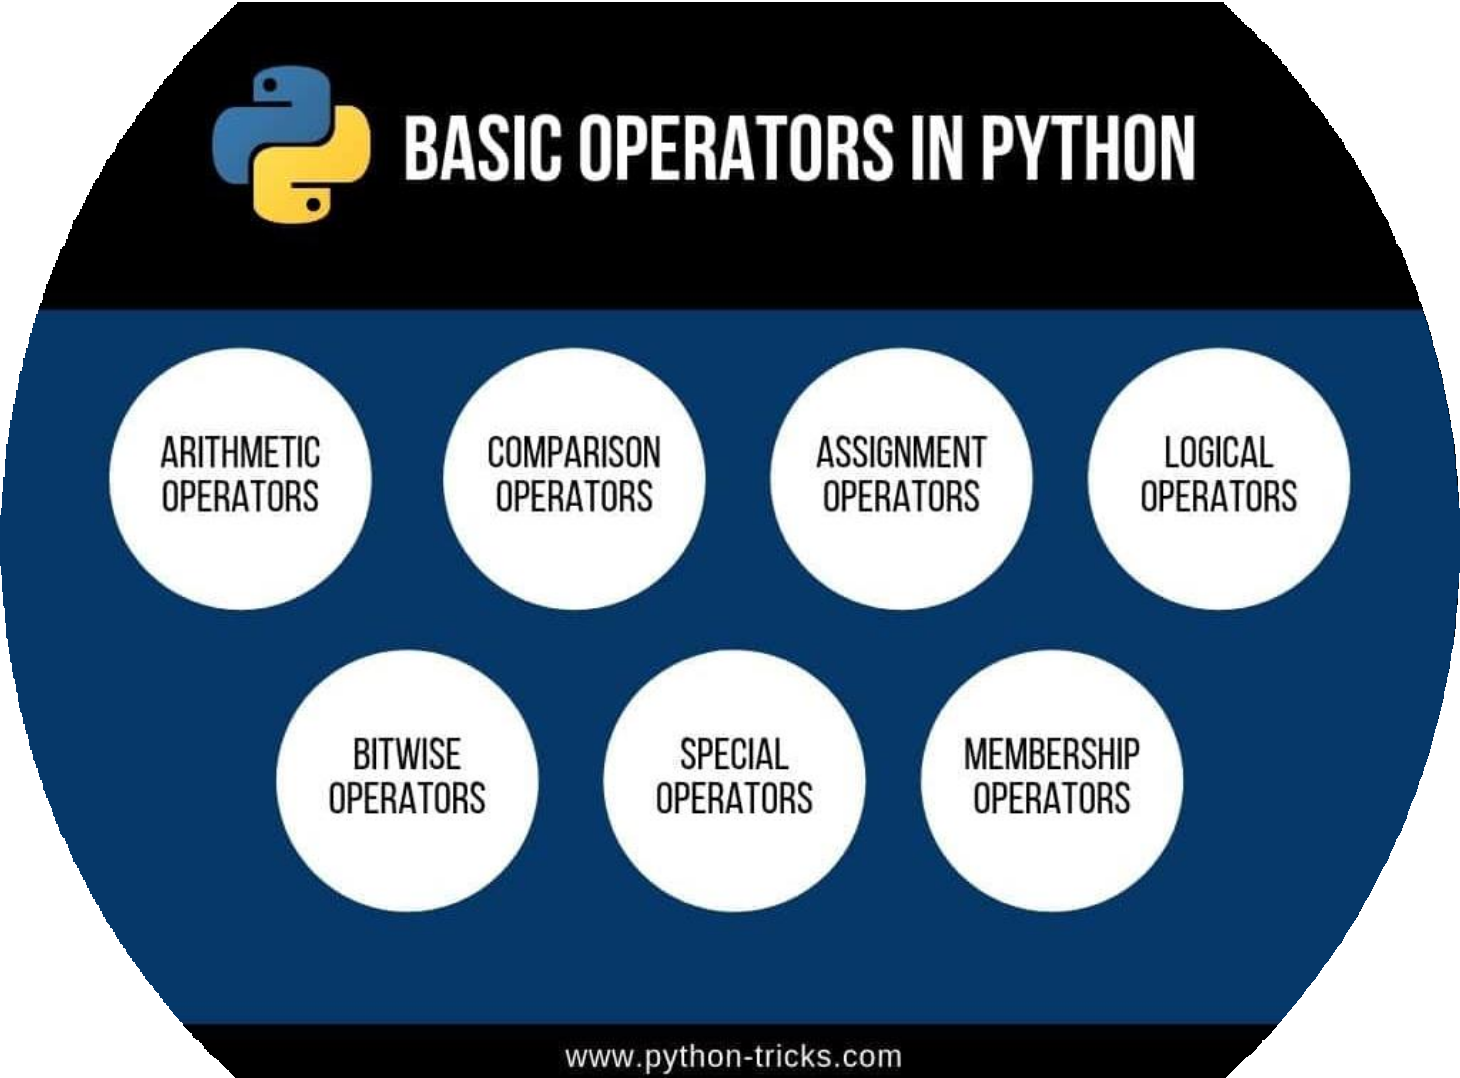 BASIC OPERATORS IN PYTHON
ARITHMETIC
OPERATORS
COMPARISON
OPERATORS
ASSIGNMENT
OPERATORS
LOGICAL
OPERATORS
BITWISE
OPERATORS
SPECIAL
OPERATORS
MEMBERSHIP
OPERATORS
www.python-tricks.com